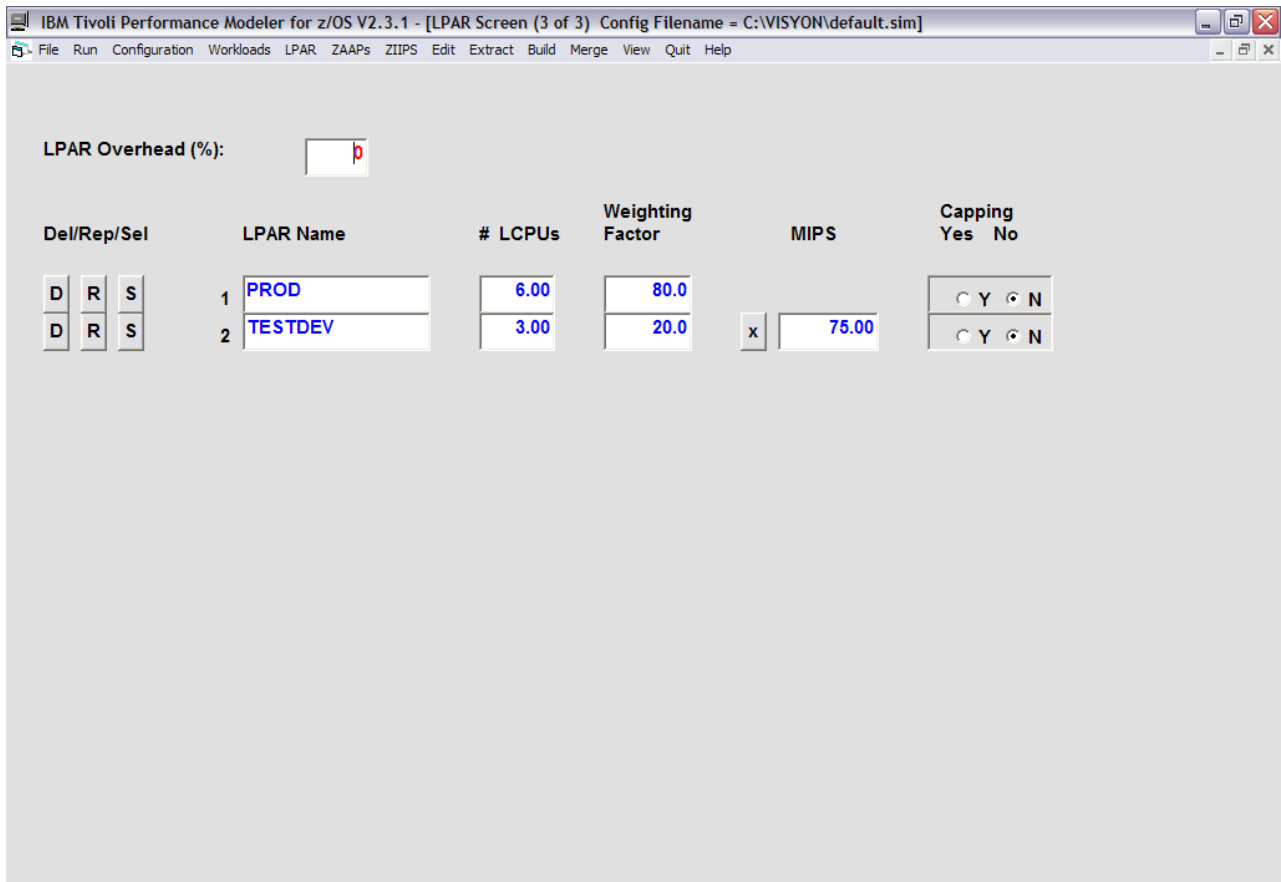 IBM Tivoli Performance Modeler for z/OS V2.3.1 - [LPAR Screen (3 of 3) Config Filename = C:\VISYON\default.sim]
File Run Configuration Workloads LPAR ZAAPs ZIIPS Edit Extract Build Merge View Quit Help
LPAR Overhead (%): 0
Weighting Capping
Del/Rep/Sel LPAR Name # LCPUs Factor MIPS Yes No
D R S 1 PROD 6.00 80.0 Y N
D R S 2 TESTDEV 3.00 20.0 x 75.00 Y N